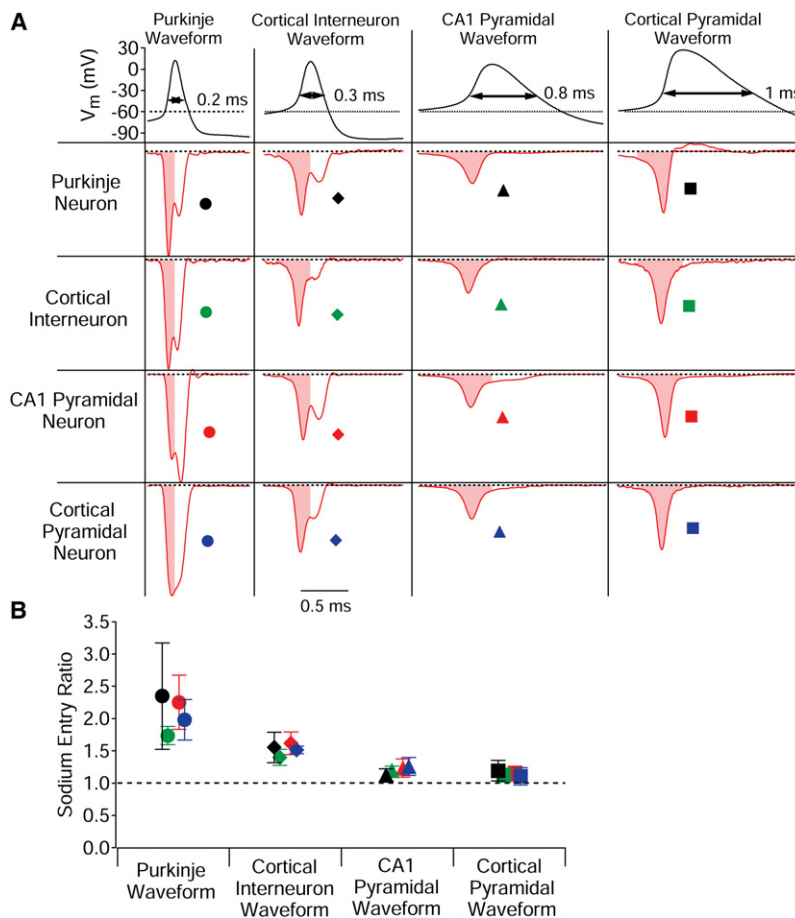 A
Purkinje
Waveform
Cortical Interneuron
Waveform
CA1 Pyramidal
Waveform
Cortical Pyramidal
Waveform
Vm (mV)
30
0
-30
-60
-90
0.2 ms
0.3 ms
0.8 ms
1 ms
Purkinje
Neuron
Cortical
Interneuron
CA1 Pyramidal
Neuron
Cortical
Pyramidal
Neuron
0.5 ms
B
Sodium Entry Ratio
3.5
3.0
2.5
2.0
1.5
1.0
0.5
0.0
Purkinje
Waveform
Cortical
Interneuron
Waveform
CA1
Pyramidal
Waveform
Cortical
Pyramidal
Waveform